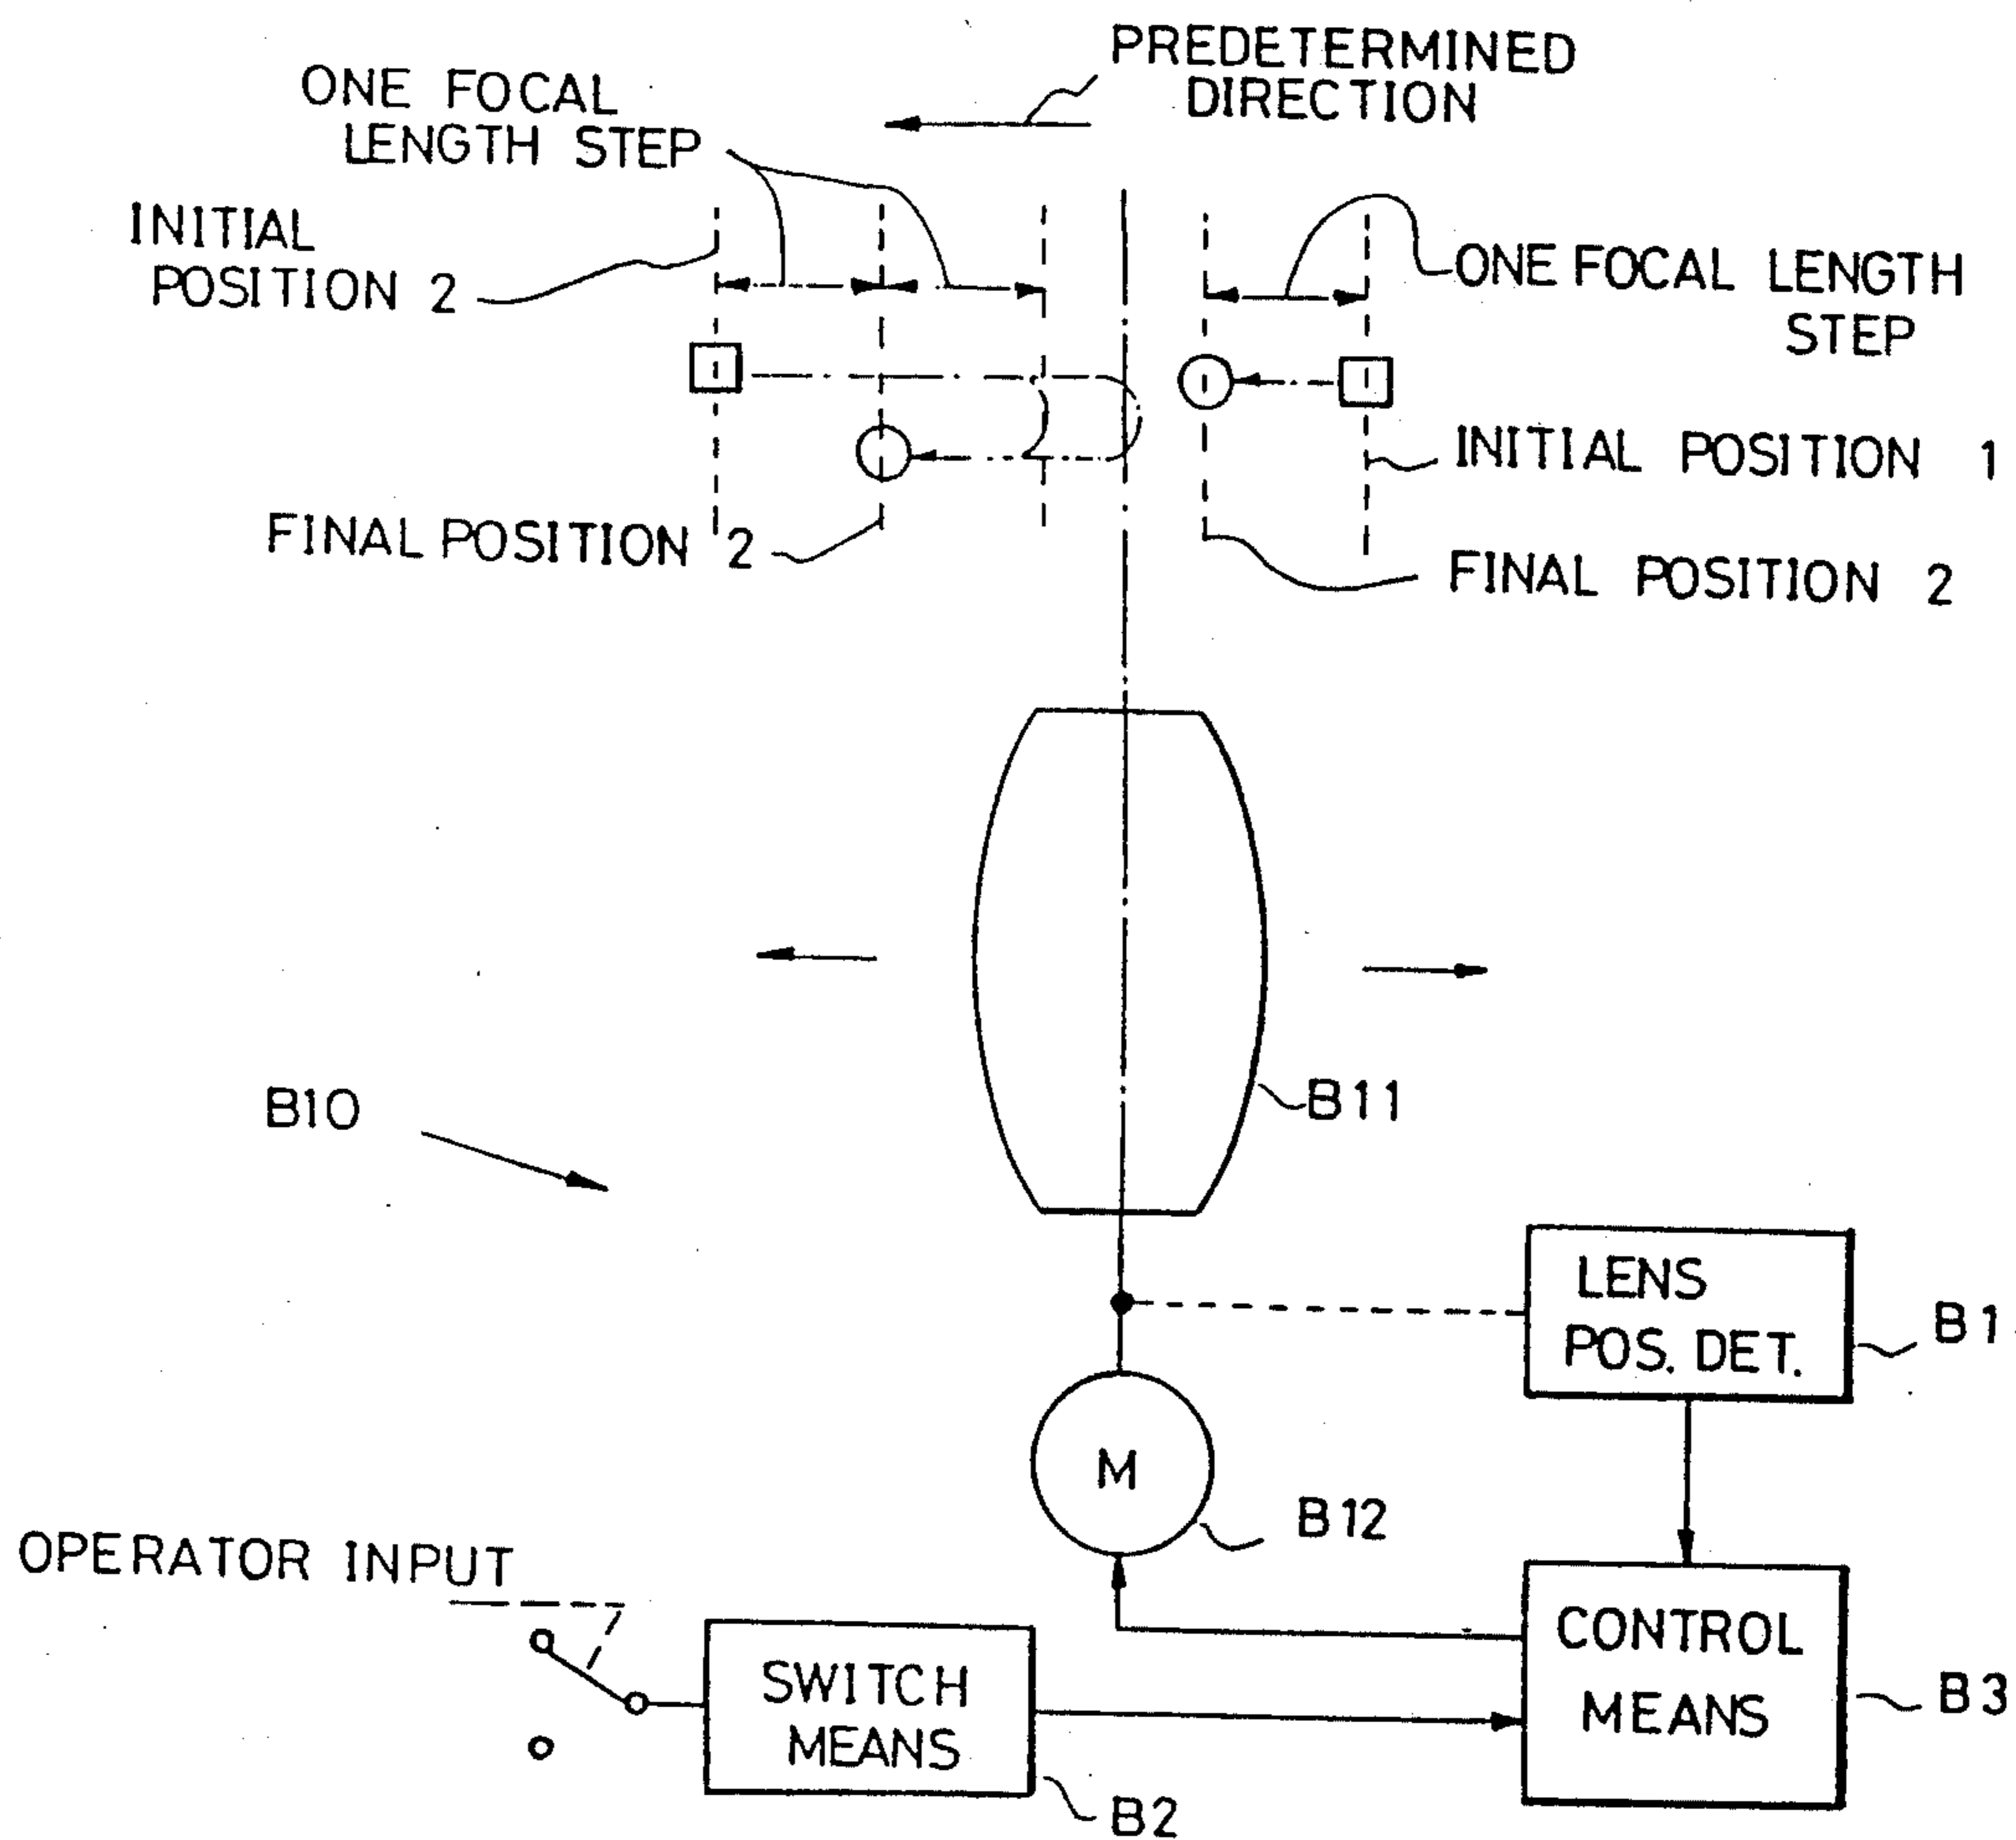 PREDETERMINED
DIRECTION
ONE FOCAL
LENGTH STEP
INITIAL
POSITION 2
ONE FOCAL LENGTH
STEP
INITIAL POSITION 1
FINAL POSITION 2
FINAL POSITION 2
B11
B10
LENS
POS. DET.
B1
M
B12
OPERATOR INPUT
SWITCH
MEANS
B2
CONTROL
MEANS
B3